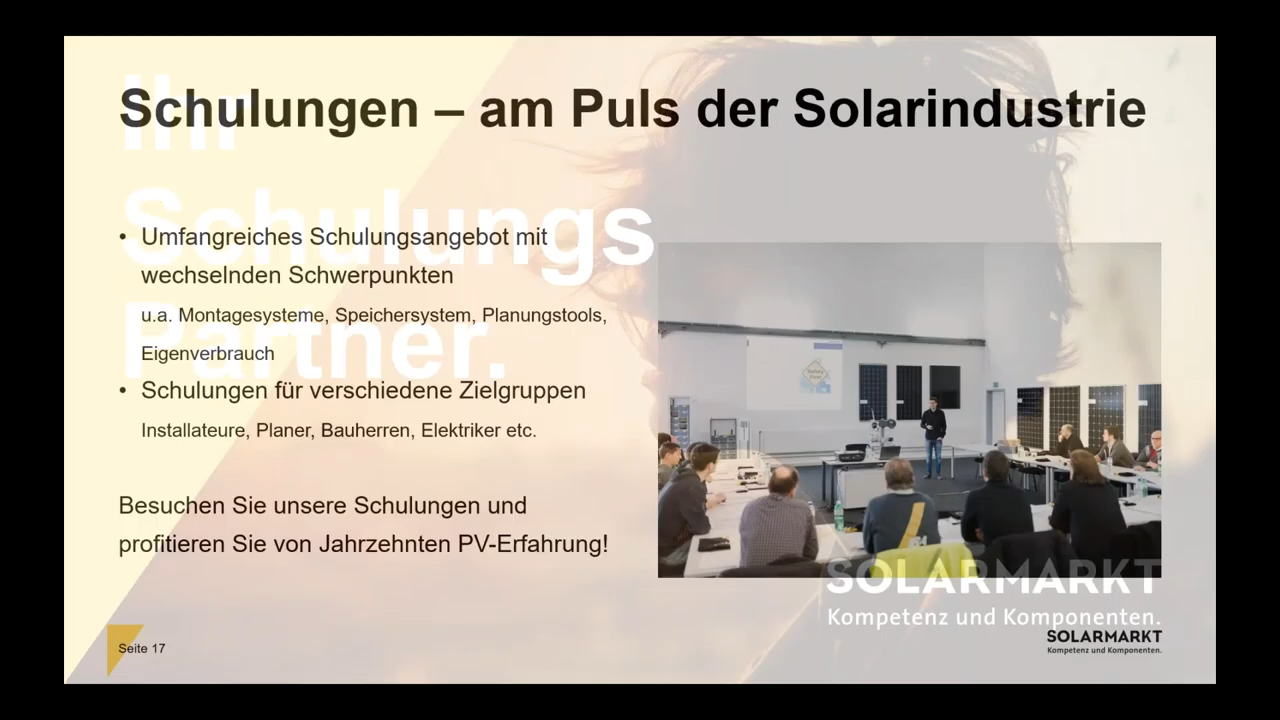 Schulungen – am Puls der Solarindustrie
Ihr
Schulungs
Partner.
• Umfangreiches Schulungsangebot mit
wechselnden Schwerpunkten
u.a. Montagesysteme, Speichersystem, Planungstools,
Eigenverbrauch
• Schulungen für verschiedene Zielgruppen
Installateure, Planer, Bauherren, Elektriker etc.
Besuchen Sie unsere Schulungen und
profitieren Sie von Jahrzehnten PV-Erfahrung!
SOLARMARKT
Kompetenz und Komponenten.
Seite 17
SOLARMARKT
Kompetenz und Komponenten.